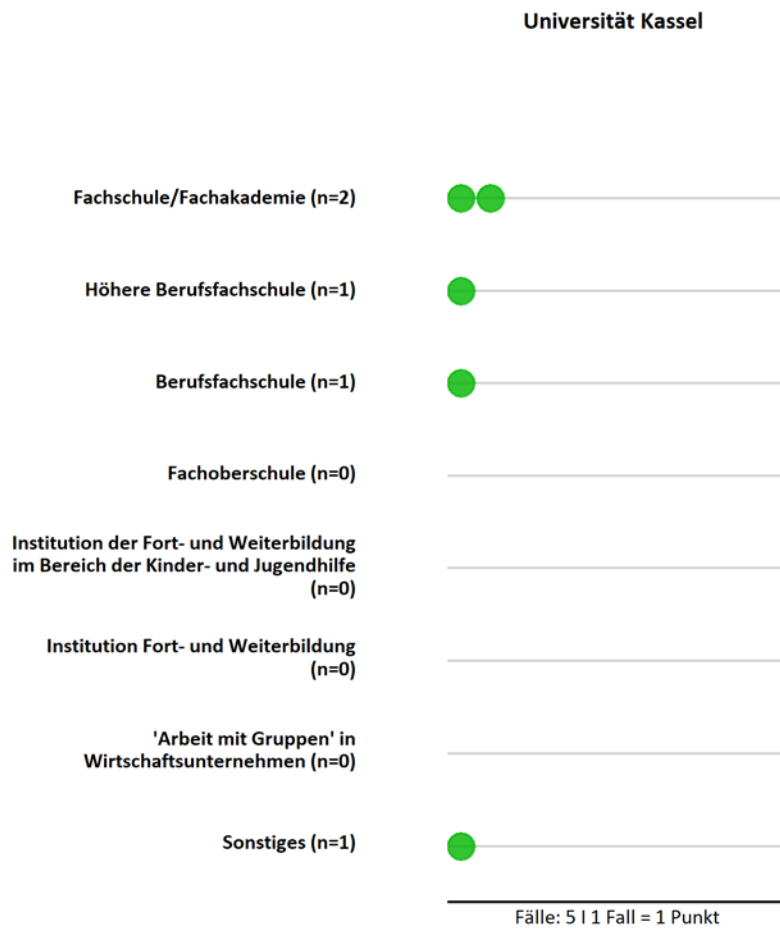 Universität Kassel
Fachschule/Fachakademie (n=2)
Höhere Berufsfachschule (n=1)
Berufsfachschule (n=1)
Fachoberschule (n=0)
Institution der Fort- und Weiterbildung
im Bereich der Kinder- und Jugendhilfe
(n=0)
Institution Fort- und Weiterbildung
(n=0)
'Arbeit mit Gruppen' in
Wirtschaftsunternehmen (n=0)
Sonstiges (n=1)
Fälle: 5 I 1 Fall = 1 Punkt